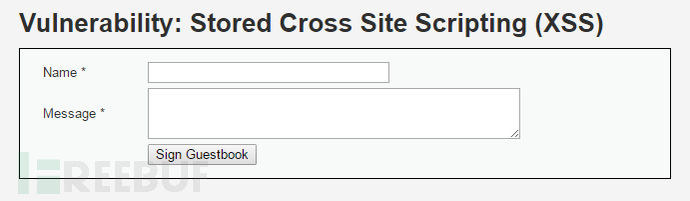 Vulnerability: Stored Cross Site Scripting (XSS)
Name *
Message *
Sign Guestbook
FREEBUF